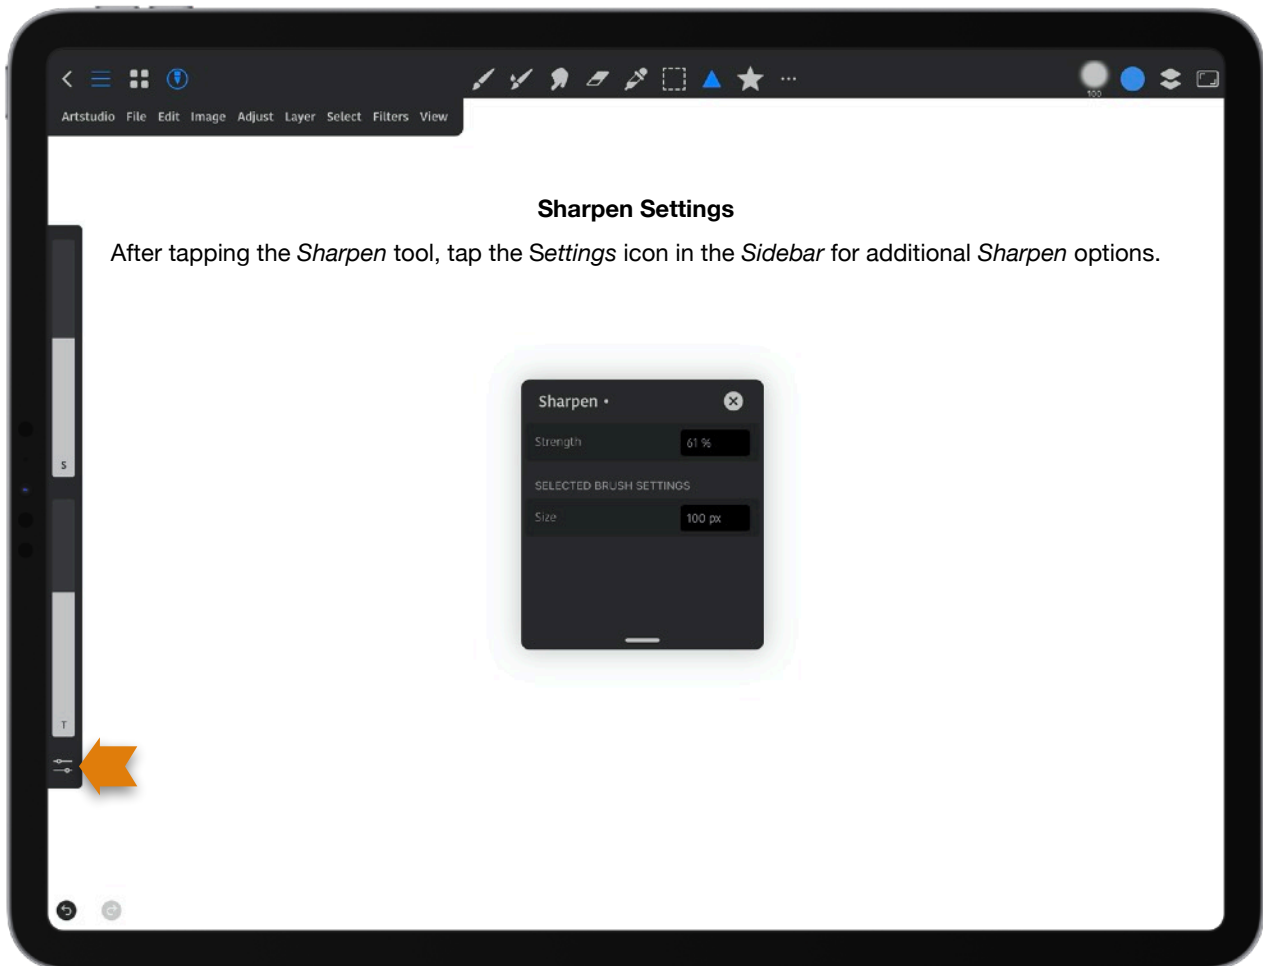 100
Artstudio File Edit Image Adjust Layer Select Filters View
Sharpen Settings
After tapping the Sharpen tool, tap the Settings icon in the Sidebar for additional Sharpen options.
S
T
Sharpen •
Strength 61 %
SELECTED BRUSH SETTINGS
Size 100 px